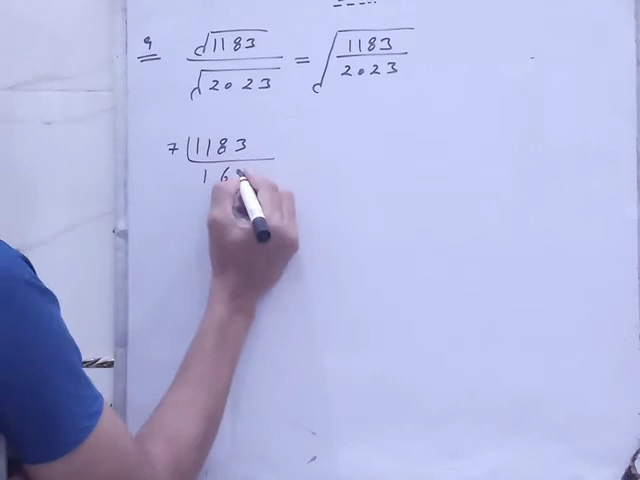 9 √1183 / √2023 = √(1183 / 2023)
7 | 1183
16